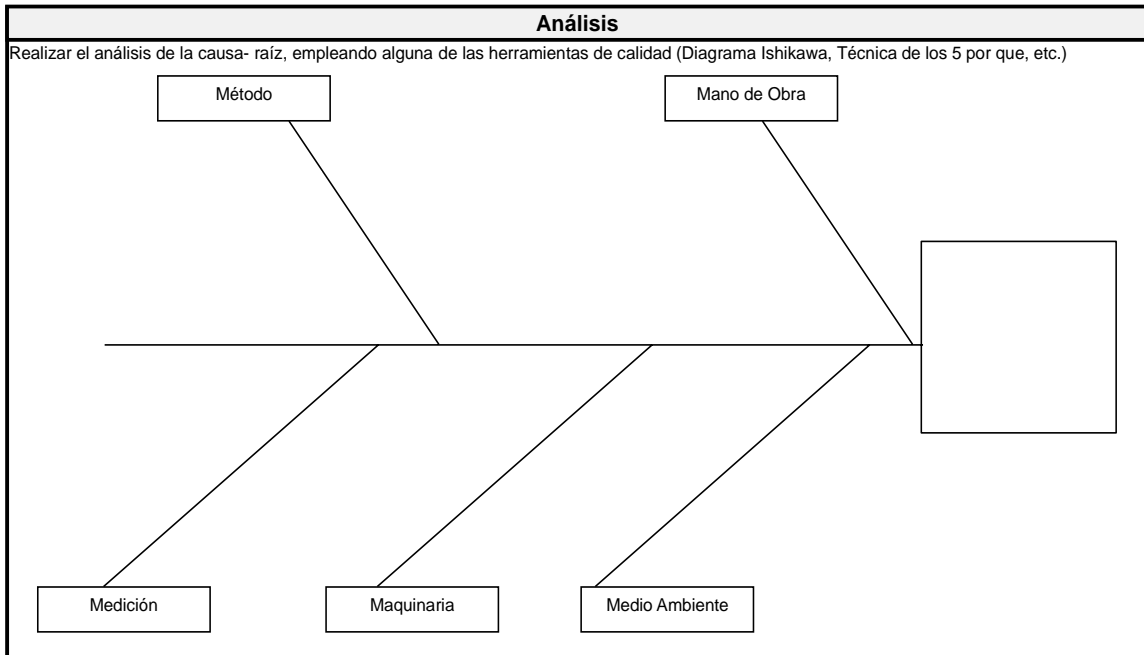 Análisis
Realizar el análisis de la causa- raíz, empleando alguna de las herramientas de calidad (Diagrama Ishikawa, Técnica de los 5 por que, etc.)
Método
Mano de Obra
Medición
Maquinaria
Medio Ambiente